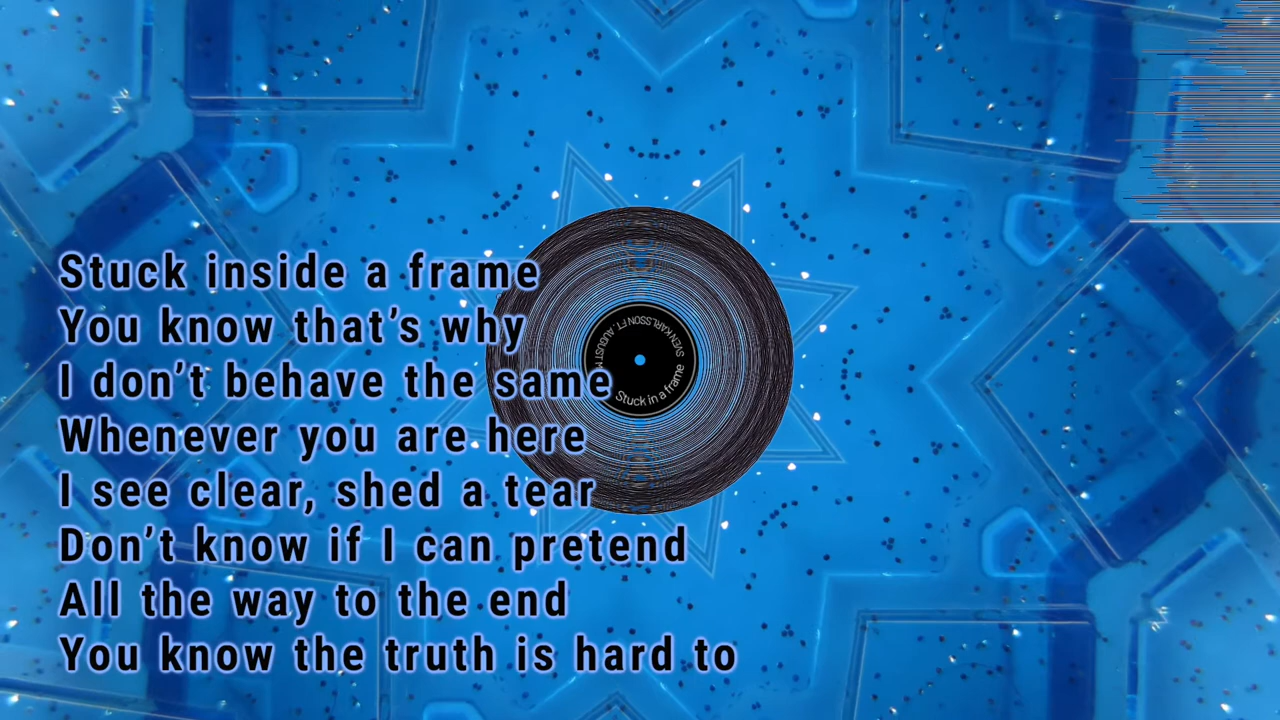 Stuck inside a frame
You know that’s why
I don’t behave the same
Whenever you are here
I see clear, shed a tear
Don’t know if I can pretend
All the way to the end
You know the truth is hard to
SVEN KARLSSON FT. AUGUST
Stuck in a frame